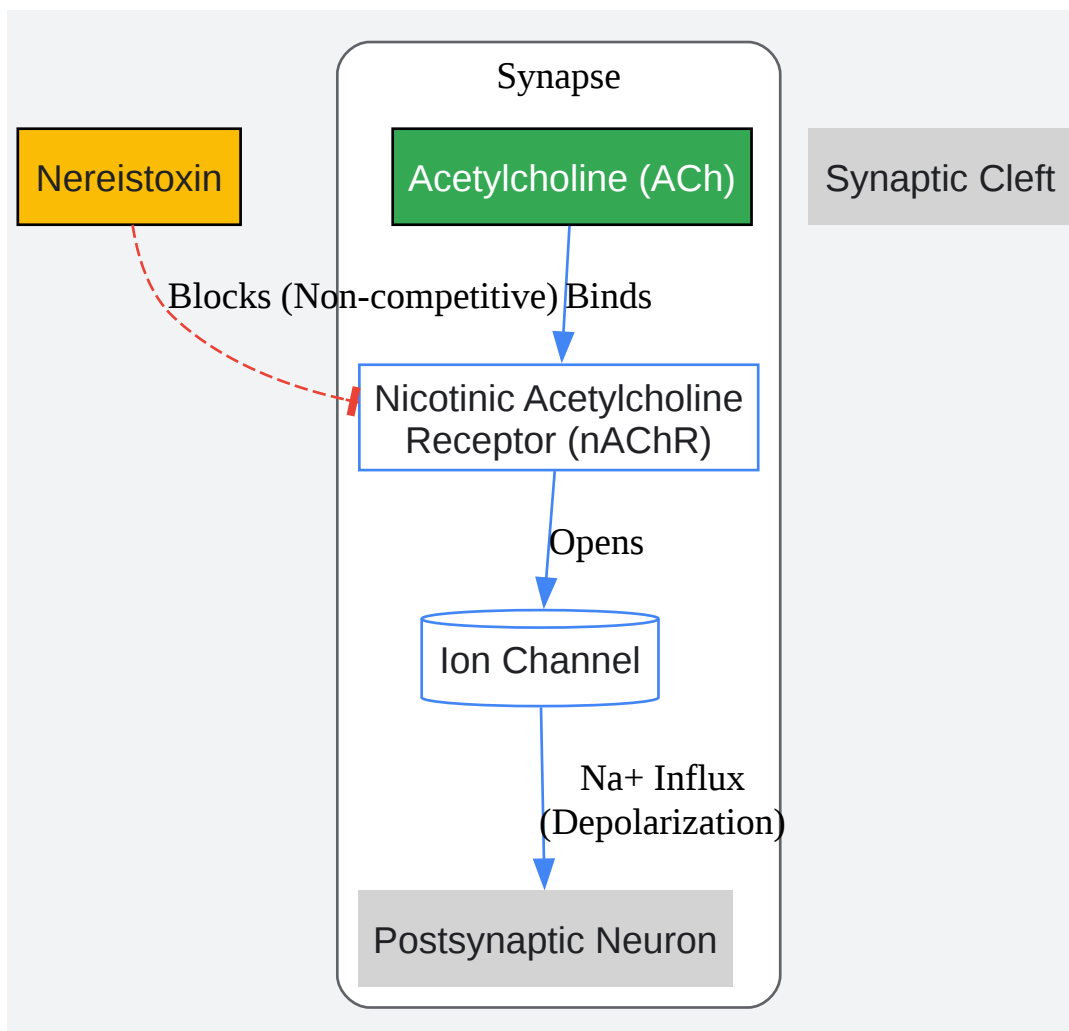 Synapse
Nereistoxin
Acetylcholine (ACh)
Synaptic Cleft
Blocks (Non-competitive)
Binds
Nicotinic Acetylcholine
Receptor (nAChR)
Opens
Ion Channel
Na+ Influx
(Depolarization)
Postsynaptic Neuron